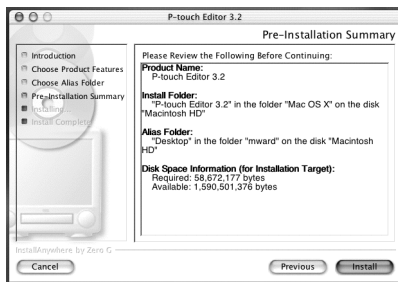 P-touch Editor 3.2
Pre-Installation Summary
Introduction
Choose Product Features
Choose Alias Folder
Pre-Installation Summary
Installing...
Install Complete
Please Review the Following Before Continuing:
Product Name:
P-touch Editor 3.2
Install Folder:
"P-touch Editor 3.2" in the folder "Mac OS X" on the disk
"Macintosh HD"
Alias Folder:
"Desktop" in the folder "mward" on the disk "Macintosh
HD"
Disk Space Information (for Installation Target):
Required: 58,672,177 bytes
Available: 1,590,501,376 bytes
InstallAnywhere by Zero G
Cancel
Previous
Install